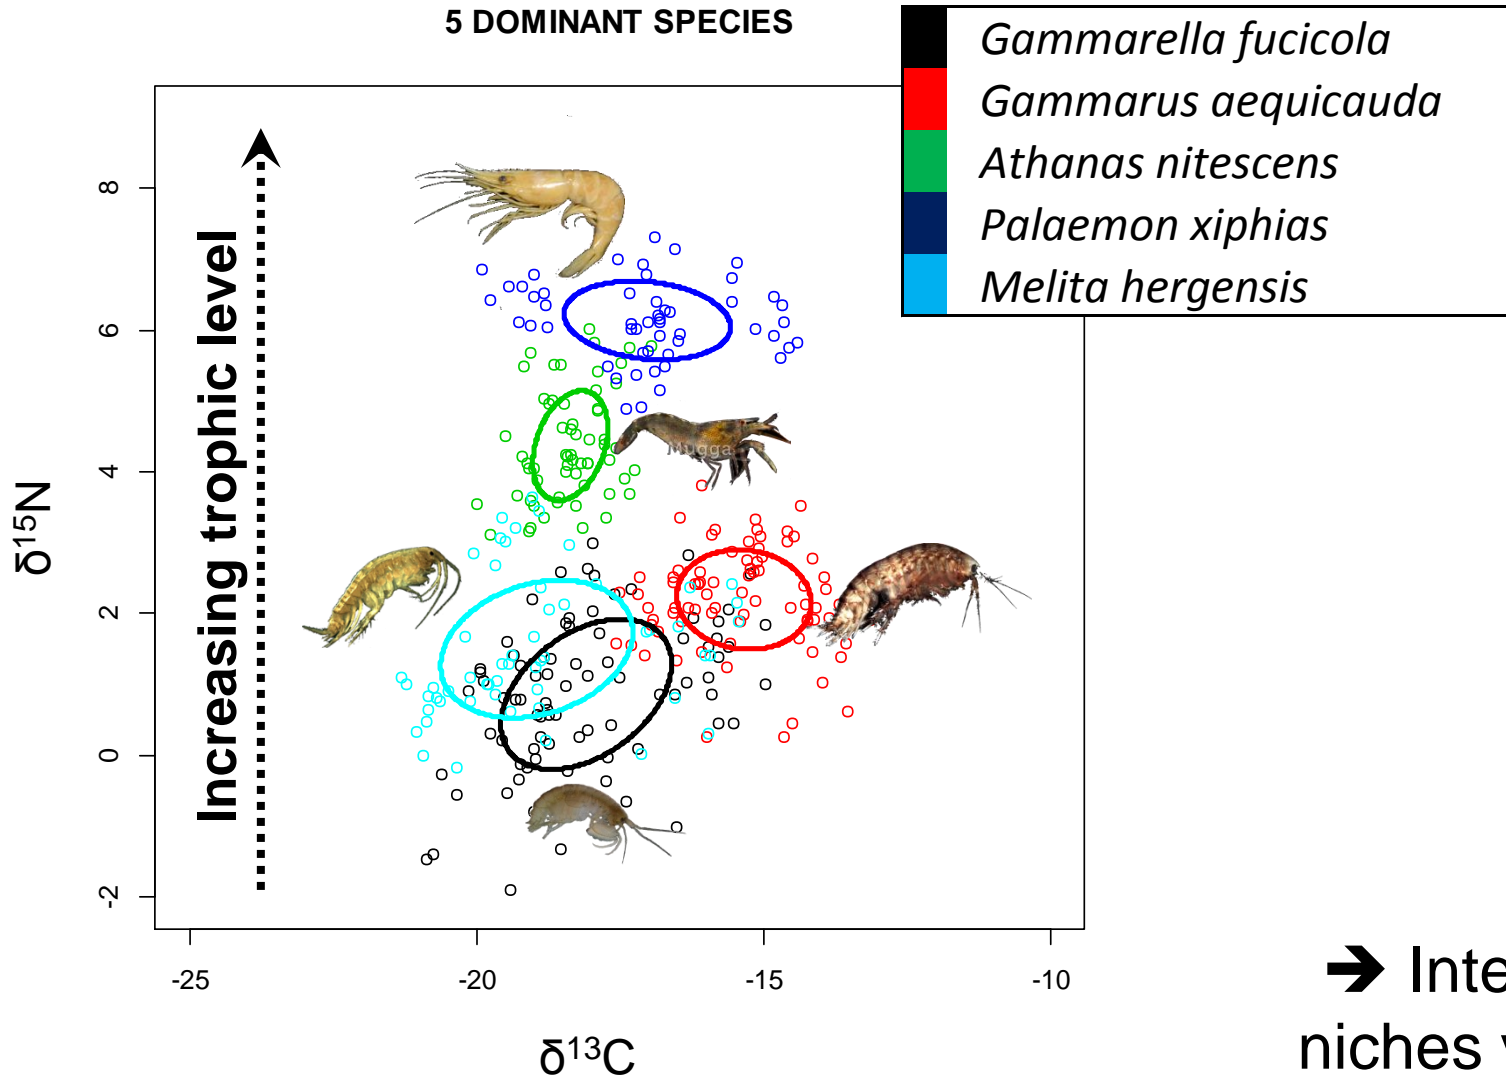 5 DOMINANT SPECIES
Gammarella fucicola
Gammarus aequicauda
Athanas nitescens
Palaemon xiphias
Melita hergensis
Increasing trophic level
δ15N
8
6
4
2
0
-2
Mugga
-25 -20 -15 -10
δ13C
➔ Inte
niches